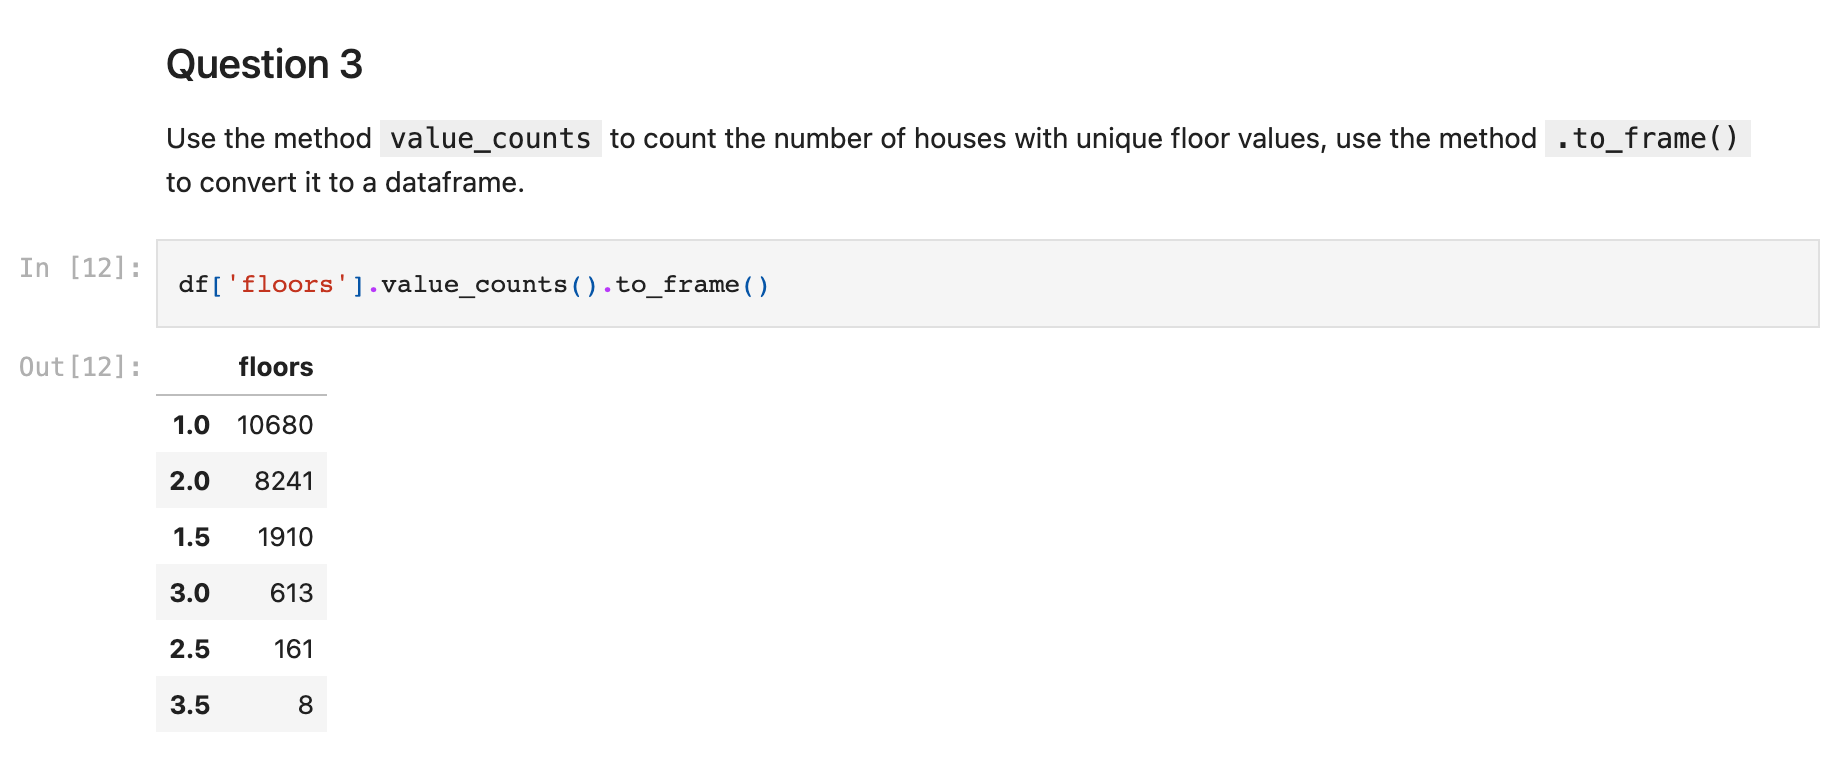 Question 3
Use the method value_counts to count the number of houses with unique floor values, use the method .to_frame()
to convert it to a dataframe.
In [12]:
df['floors'].value_counts().to_frame()
Out[12]:
floors
1.0 10680
2.0 8241
1.5 1910
3.0 613
2.5 161
3.5 8